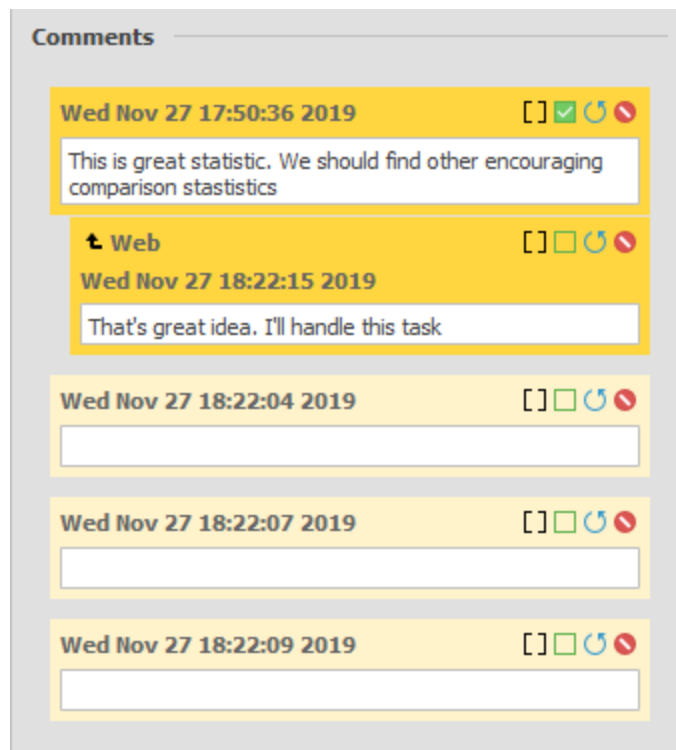 Comments
Wed Nov 27 17:50:36 2019
This is great statistic. We should find other encouraging
comparison stastistics
Web
Wed Nov 27 18:22:15 2019
That's great idea. I'll handle this task
Wed Nov 27 18:22:04 2019
Wed Nov 27 18:22:07 2019
Wed Nov 27 18:22:09 2019